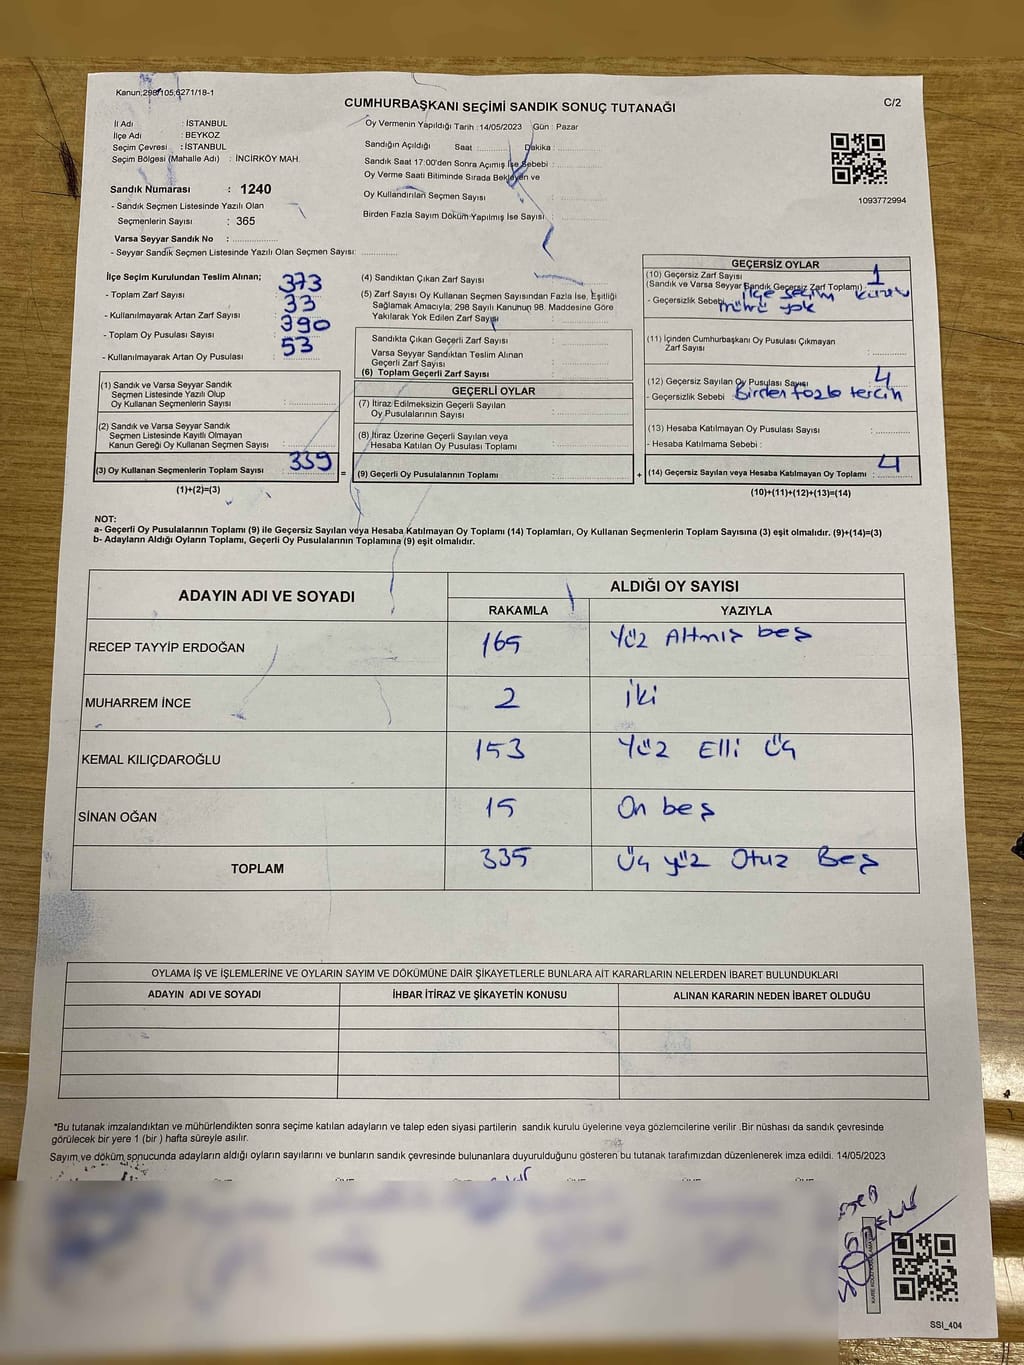 Kanun;298/105;6271/18-1
C/2
CUMHURBAŞKANI SEÇİMİ SANDIK SONUÇ TUTANAĞI
İl Adı : İSTANBUL
İlçe Adı : BEYKOZ
Seçim Çevresi : İSTANBUL
Seçim Bölgesi (Mahalle Adı) : İNCİRKÖY MAH.
Sandık Numarası : 1240
- Sandık Seçmen Listesinde Yazılı Olan
Seçmenlerin Sayısı : 365
Varsa Seyyar Sandık No :
- Seyyar Sandık Seçmen Listesinde Yazılı Olan Seçmen Sayısı:
Oy Vermenin Yapıldığı Tarih :14/05/2023 Gün : Pazar
Sandığın Açıldığı Saat : Dakika :
Sandık Saat 17:00'den Sonra Açımış İse Sebebi :
Oy Verme Saati Bitiminde Sırada Bekleyen ve
Oy Kullandırılan Seçmen Sayısı :
Birden Fazla Sayım Döküm Yapılmış İse Sayısı :
1093772994
İlçe Seçim Kurulundan Teslim Alınan;
- Toplam Zarf Sayısı : 373
- Kullanılmayarak Artan Zarf Sayısı : 33
- Toplam Oy Pusulası Sayısı : 390
- Kullanılmayarak Artan Oy Pusulası : 53
(1) Sandık ve Varsa Seyyar Sandık
Seçmen Listesinde Yazılı Olup
Oy Kullanan Seçmenlerin Sayısı :
(2) Sandık ve Varsa Seyyar Sandık
Seçmen Listesinde Kayıtlı Olmayan
Kanun Gereği Oy Kullanan Seçmen Sayısı :
(3) Oy Kullanan Seçmenlerin Toplam Sayısı : 339
(1)+(2)=(3)
(4) Sandıktan Çıkan Zarf Sayısı :
(5) Zarf Sayısı Oy Kullanan Seçmen Sayısından Fazla İse, Eşitliği
Sağlamak Amacıyla; 298 Sayılı Kanunun 98. Maddesine Göre
Yakılarak Yok Edilen Zarf Sayısı :
Sandıkta Çıkan Geçerli Zarf Sayısı :
Varsa Seyyar Sandıktan Teslim Alınan
Geçerli Zarf Sayısı :
(6) Toplam Geçerli Zarf Sayısı :
GEÇERLİ OYLAR
(7) İtiraz Edilmeksizin Geçerli Sayılan
Oy Pusulalarının Sayısı :
(8) İtiraz Üzerine Geçerli Sayılan veya
Hesaba Katılan Oy Pusulası Toplamı :
= (9) Geçerli Oy Pusulalarının Toplamı :
GEÇERSİZ OYLAR
(10) Geçersiz Zarf Sayısı
(Sandık ve Varsa Seyyar Sandık Geçersiz Zarf Toplamı) : 1
- Geçersizlik Sebebi : ilçe seçim kurulu
mührü yok
(11) İçinden Cumhurbaşkanı Oy Pusulası Çıkmayan
Zarf Sayısı :
(12) Geçersiz Sayılan Oy Pusulası Sayısı : 4
- Geçersizlik Sebebi : Birden fazla tercih
(13) Hesaba Katılmayan Oy Pusulası Sayısı :
- Hesaba Katılmama Sebebi :
+ (14) Geçersiz Sayılan veya Hesaba Katılmayan Oy Toplamı : 4
(10)+(11)+(12)+(13)=(14)
NOT:
a- Geçerli Oy Pusulalarının Toplamı (9) ile Geçersiz Sayılan veya Hesaba Katılmayan Oy Toplamı (14) Toplamları, Oy Kullanan Seçmenlerin Toplam Sayısına (3) eşit olmalıdır. (9)+(14)=(3)
b- Adayların Aldığı Oyların Toplamı, Geçerli Oy Pusulalarının Toplamına (9) eşit olmalıdır.
ADAYIN ADI VE SOYADI
ALDIĞI OY SAYISI
RAKAMLA YAZIYLA
RECEP TAYYİP ERDOĞAN 165 Yüz Altmış beş
MUHARREM İNCE 2 iki
KEMAL KILIÇDAROĞLU 153 Yüz Elli Üç
SİNAN OĞAN 15 On beş
TOPLAM 335 Üç yüz Otuz Beş
OYLAMA İŞ VE İŞLEMLERİNE VE OYLARIN SAYIM VE DÖKÜMÜNE DAİR ŞİKAYETLERLE BUNLARA AİT KARARLARIN NELERDEN İBARET BULUNDUKLARI
ADAYIN ADI VE SOYADI İHBAR İTİRAZ VE ŞİKAYETİN KONUSU ALINAN KARARIN NEDEN İBARET OLDUĞU
*Bu tutanak imzalandıktan ve mühürlendikten sonra seçime katılan adayların ve talep eden siyasi partilerin sandık kurulu üyelerine veya gözlemcilerine verilir .Bir nüshası da sandık çevresinde
görülecek bir yere 1 (bir ) hafta süreyle asılır.
Sayım ve döküm sonucunda adayların aldığı oyların sayılarını ve bunların sandık çevresinde bulunanlara duyurulduğunu gösteren bu tutanak tarafımızdan düzenlenerek imza edildi. 14/05/2023
SSI_404